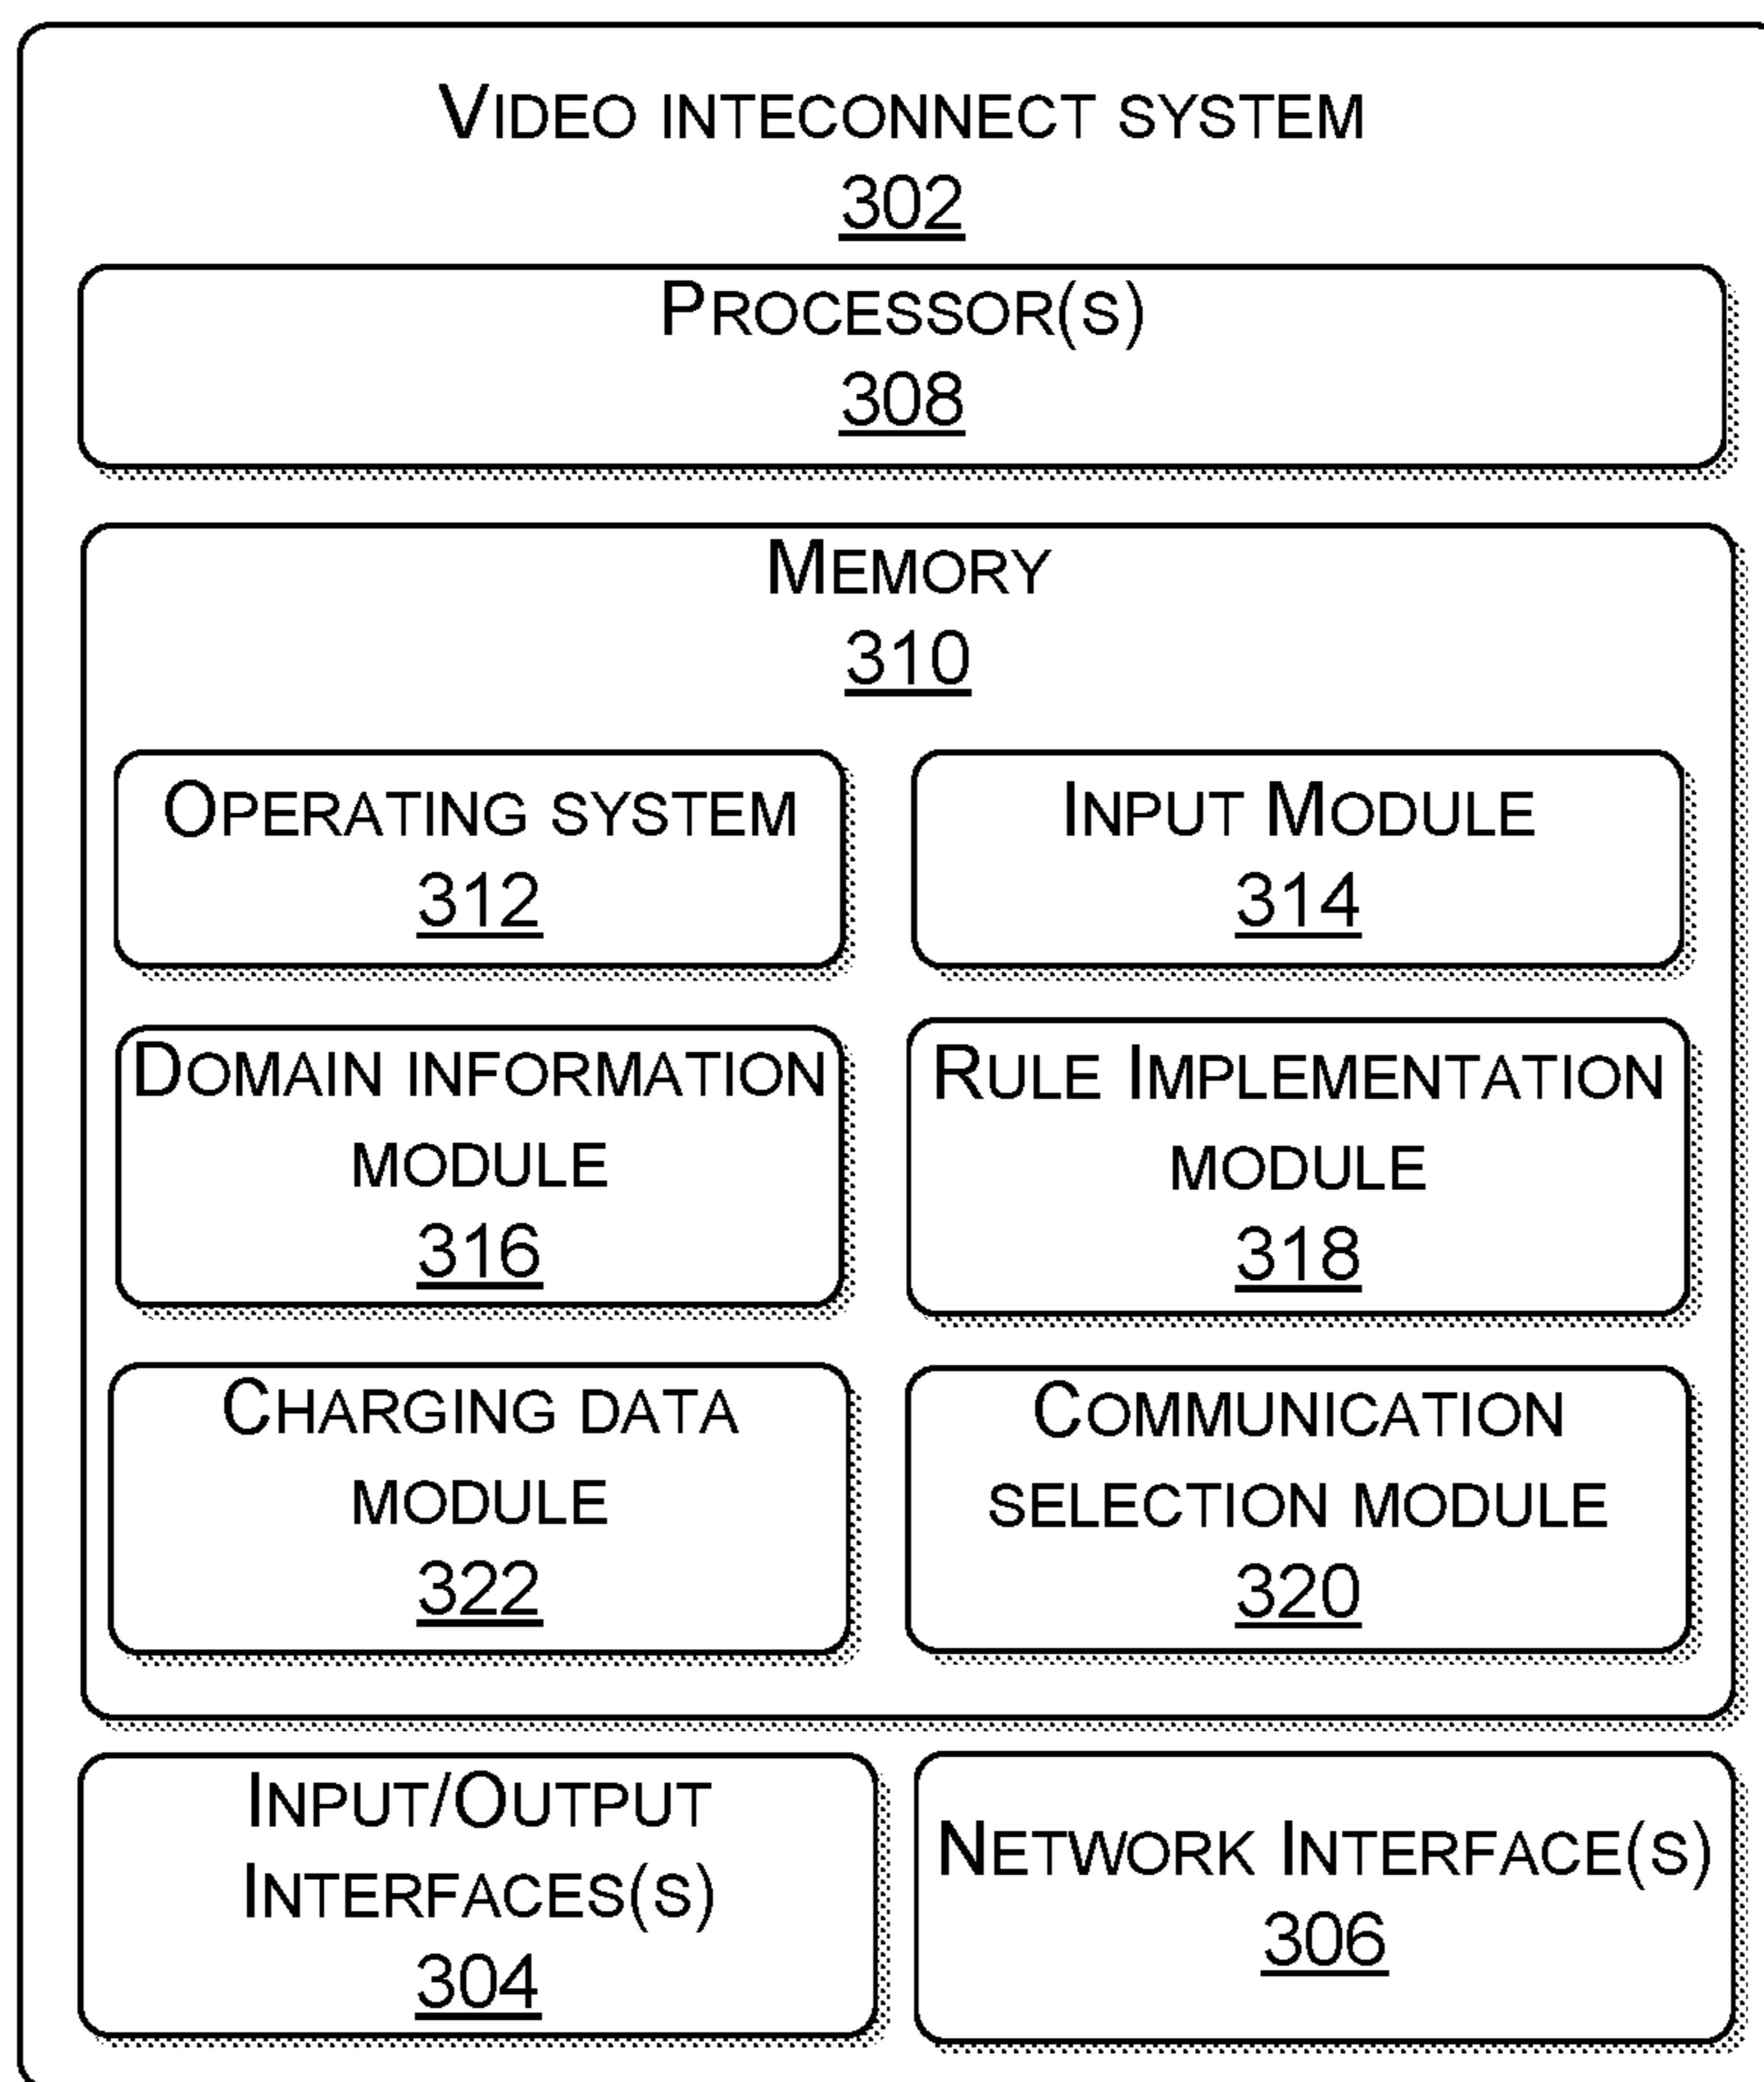 VIDEO INTECONNECT SYSTEM
302
PROCESSOR(S)
308
MEMORY
310
OPERATING SYSTEM
312
INPUT MODULE
314
DOMAIN INFORMATION
MODULE
316
RULE IMPLEMENTATION
MODULE
318
CHARGING DATA
MODULE
322
COMMUNICATION
SELECTION MODULE
320
INPUT/OUTPUT
INTERFACES(S)
304
NETWORK INTERFACE(S)
306